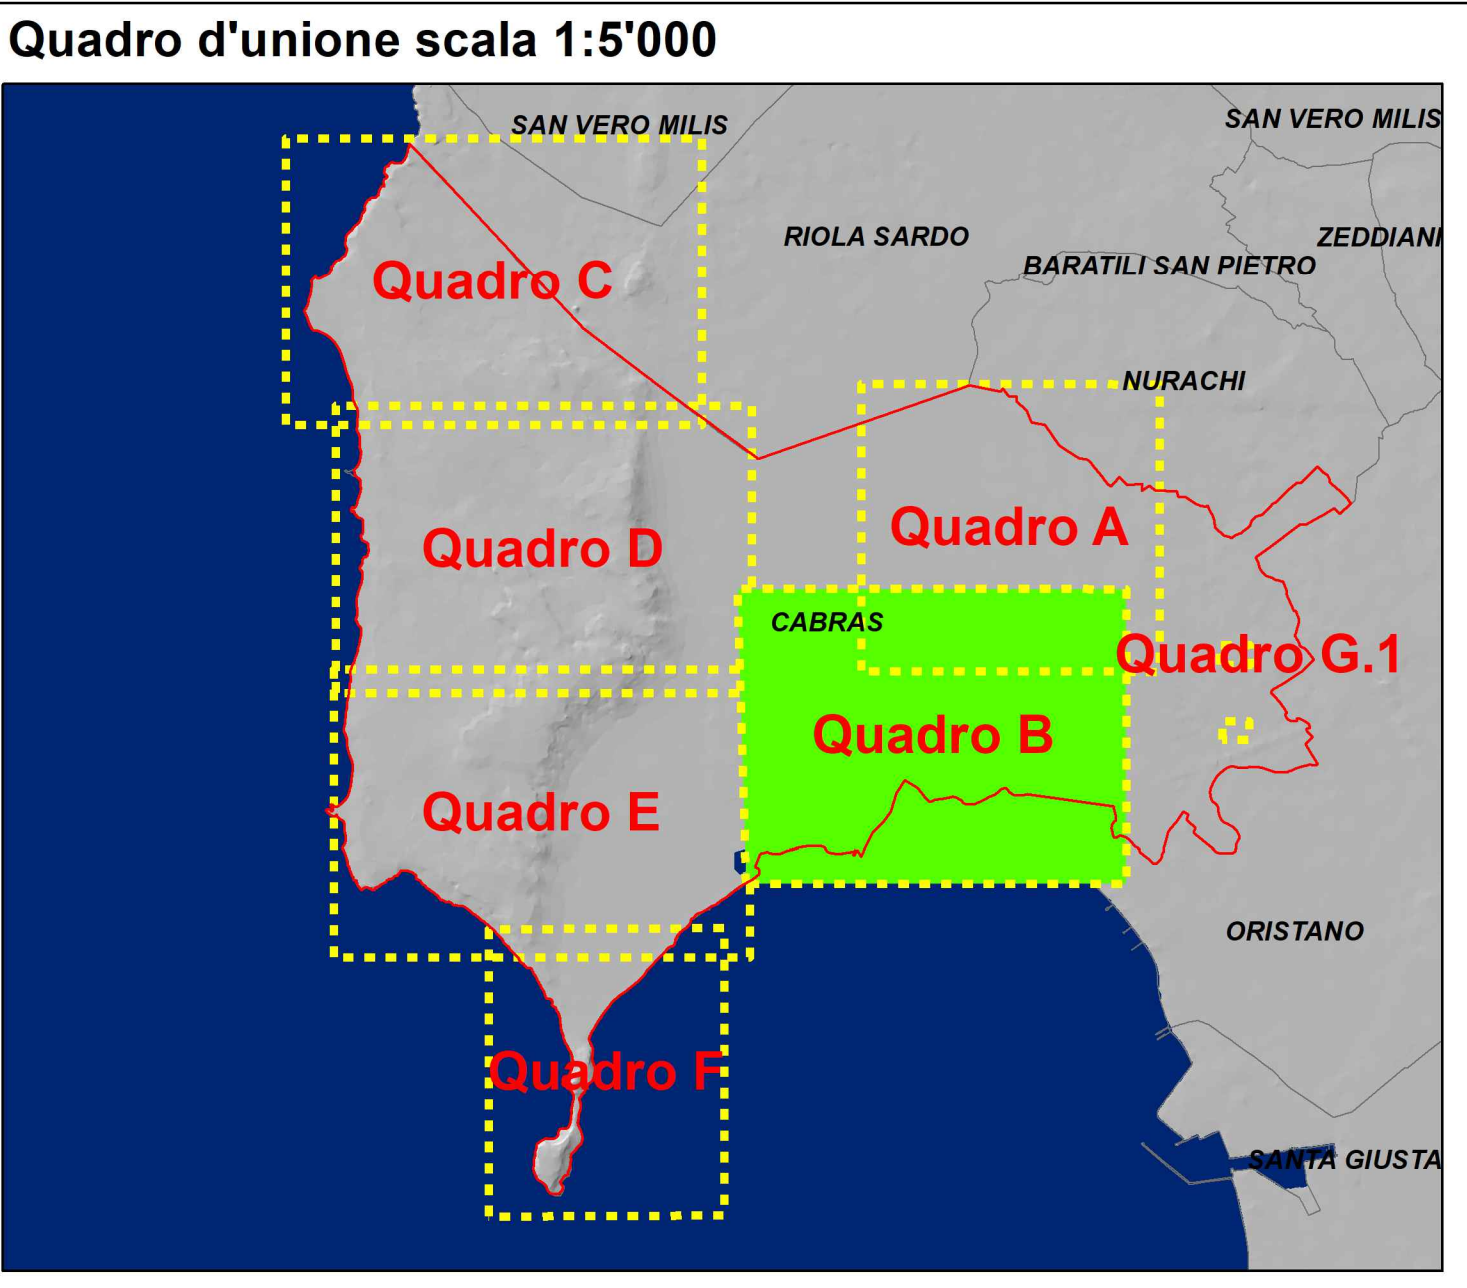 Quadro d'unione scala 1:5'000
SAN VERO MILIS
SAN VERO MILIS
RIOLA SARDO
ZEDDIANI
BARATILI SAN PIETRO
Quadro C
NURACHI
Quadro A
Quadro D
CABRAS
Quadro G.1
Quadro B
Quadro E
ORISTANO
Quadro F
SANTA GIUSTA